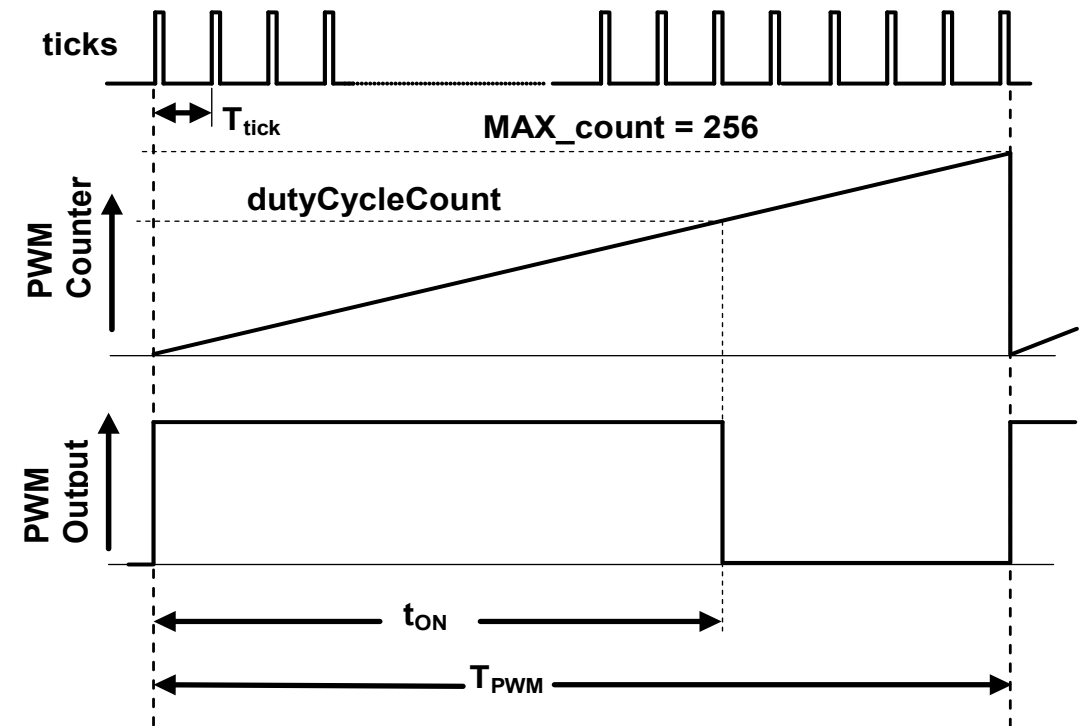 ticks
T_tick
MAX_count = 256
dutyCycleCount
PWM
Counter
PWM
Output
t_ON
T_PWM